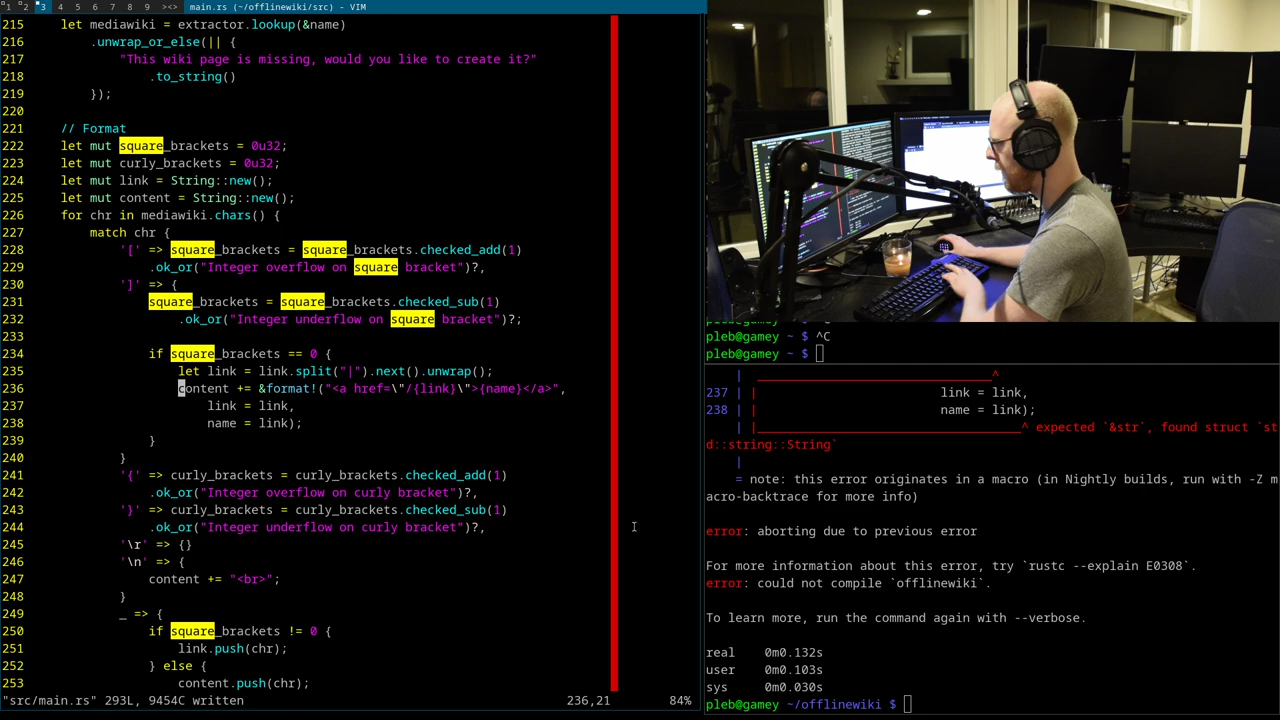 1 2 3 4 5 6 7 8 9 ><> main.rs (~/offlinewiki/src) - VIM
215     let mediawiki = extractor.lookup(&name)
216         .unwrap_or_else(|| {
217             "This wiki page is missing, would you like to create it?"
218                 .to_string()
219         });
220
221     // Format
222     let mut square_brackets = 0u32;
223     let mut curly_brackets = 0u32;
224     let mut link = String::new();
225     let mut content = String::new();
226     for chr in mediawiki.chars() {
227         match chr {
228             '[' => square_brackets = square_brackets.checked_add(1)
229                 .ok_or("Integer overflow on square bracket")?,
230             ']' => {
231                 square_brackets = square_brackets.checked_sub(1)
232                     .ok_or("Integer underflow on square bracket")?;
233
234                 if square_brackets == 0 {
235                     let link = link.split("|").next().unwrap();
236                     content += &format!("<a href=\"/{link}\">{name}</a>",
237                         link = link,
238                         name = link);
239                 }
240             }
241             '{' => curly_brackets = curly_brackets.checked_add(1)
242                 .ok_or("Integer overflow on curly bracket")?,
243             '}' => curly_brackets = curly_brackets.checked_sub(1)
244                 .ok_or("Integer underflow on curly bracket")?,
245             '\r' => {}
246             '\n' => {
247                 content += "<br>";
248             }
249             _ => {
250                 if square_brackets != 0 {
251                     link.push(chr);
252                 } else {
253                     content.push(chr);
"src/main.rs" 293L, 9454C written 236,21 84%
pleb@gamey ~ $ ^C
pleb@gamey ~ $
    |  ______________________________^
237 | |                         link = link,
238 | |                         name = link);
    | |_____________________________________^ expected `&str`, found struct `st
d::string::String`
    |
    = note: this error originates in a macro (in Nightly builds, run with -Z m
acro-backtrace for more info)
error: aborting due to previous error
For more information about this error, try `rustc --explain E0308`.
error: could not compile `offlinewiki`.
To learn more, run the command again with --verbose.
real    0m0.132s
user    0m0.103s
sys     0m0.030s
pleb@gamey ~/offlinewiki $